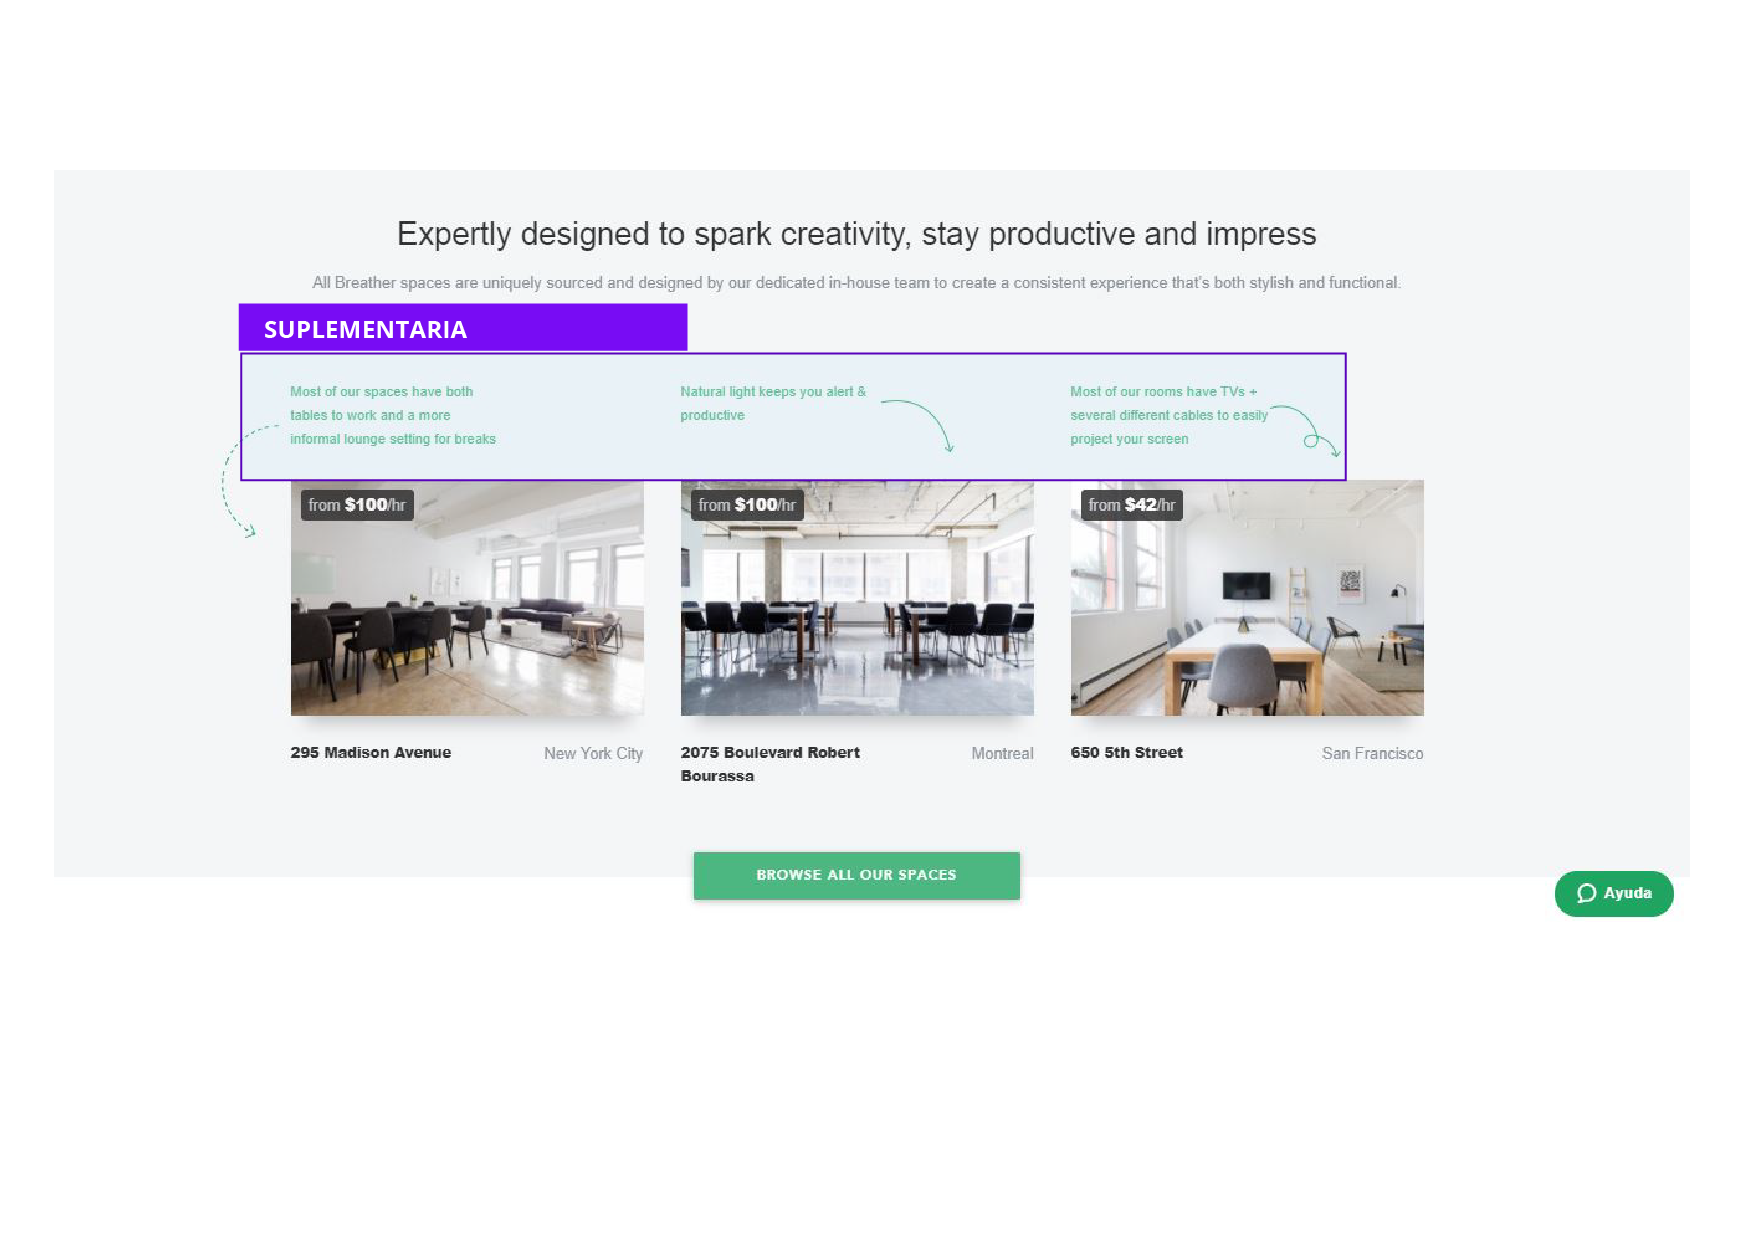 Expertly designed to spark creativity, stay productive and impress
All Breather spaces are uniquely sourced and designed by our dedicated in-house team to create a consistent experience that's both stylish and functional.
SUPLEMENTARIA
Most of our spaces have both
tables to work and a more
informal lounge setting for breaks
Natural light keeps you alert &
productive
Most of our rooms have TVs +
several different cables to easily
project your screen
from $100/hr
from $100/hr
from $42/hr
295 Madison Avenue
New York City
2075 Boulevard Robert
Bourassa
Montreal
650 5th Street
San Francisco
BROWSE ALL OUR SPACES
Ayuda